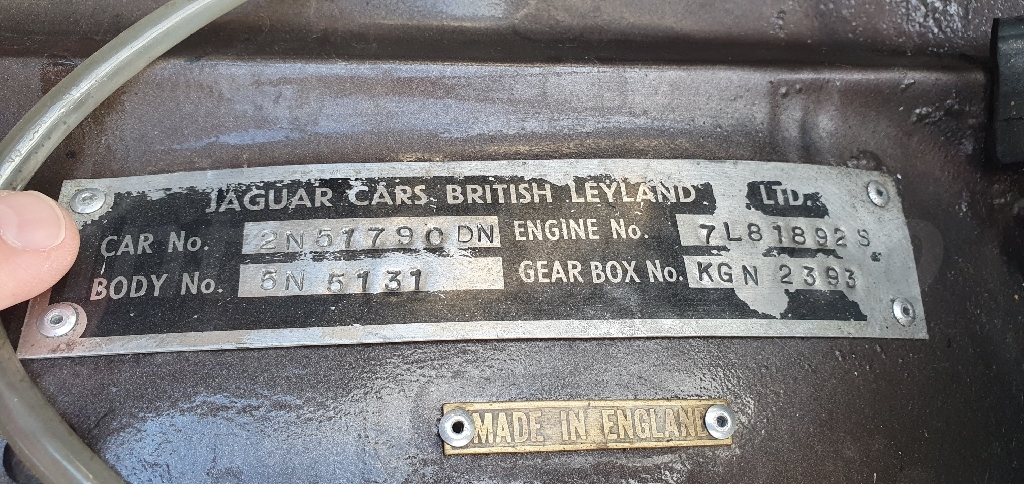 JAGUAR CARS, BRITISH LEYLAND LTD.
CAR No. 2N51790DN ENGINE No. 7L81892S
BODY No. 5N 5131 GEAR BOX No. KGN 2393
MADE IN ENGLAND